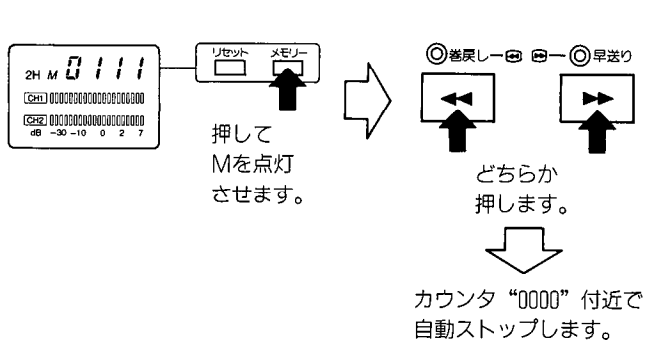 リセット メモリー
2H M 0111
CH1
CH2
dB -30 -10 0 2 7
押して
Mを点灯
させます。
◎巻戻し ◎早送り
どちらか
押します。
カウンタ“0000”付近で
自動ストップします。